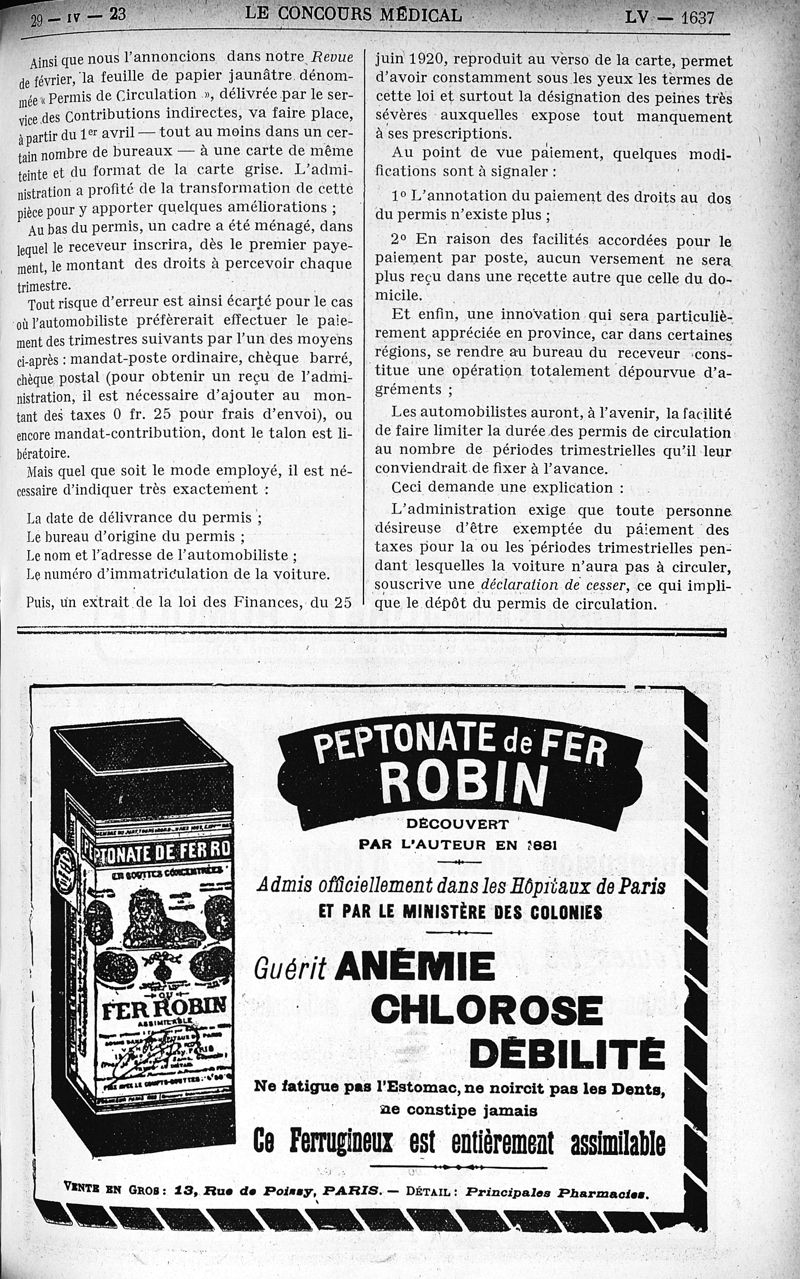 29 — IV — 23
LE CONCOURS MÉDICAL
LV — 1637
Ainsi que nous l'annoncions dans notre Revue
de février, la feuille de papier jaunâtre dénom-
mée « Permis de Circulation », délivrée par le ser-
vice des Contributions indirectes, va faire place,
à partir du 1er avril — tout au moins dans un cer-
tain nombre de bureaux — à une carte de même
teinte et du format de la carte grise. L'admi-
nistration a profité de la transformation de cette
pièce pour y apporter quelques améliorations ;
Au bas du permis, un cadre a été ménagé, dans
lequel le receveur inscrira, dès le premier paye-
ment, le montant des droits à percevoir chaque
trimestre.
Tout risque d'erreur est ainsi écarté pour le cas
où l'automobiliste préfèrerait effectuer le paie-
ment des trimestres suivants par l'un des moyens
ci-après : mandat-poste ordinaire, chèque barré,
chèque postal (pour obtenir un reçu de l'admi-
nistration, il est nécessaire d'ajouter au mon-
tant des taxes 0 fr. 25 pour frais d'envoi), ou
encore mandat-contribution, dont le talon est li-
bératoire.
Mais quel que soit le mode employé, il est né-
cessaire d'indiquer très exactement :
La date de délivrance du permis ;
Le bureau d'origine du permis ;
Le nom et l'adresse de l'automobiliste ;
Le numéro d'immatriculation de la voiture.
Puis, un extrait de la loi des Finances, du 25
juin 1920, reproduit au verso de la carte, permet
d'avoir constamment sous les yeux les termes de
cette loi et surtout la désignation des peines très
sévères auxquelles expose tout manquement
à ses prescriptions.
Au point de vue paiement, quelques modi-
fications sont à signaler :
1o L'annotation du paiement des droits au dos
du permis n'existe plus ;
2o En raison des facilités accordées pour le
paiement par poste, aucun versement ne sera
plus reçu dans une recette autre que celle du do-
micile.
Et enfin, une innovation qui sera particuliè-
rement appréciée en province, car dans certaines
régions, se rendre au bureau du receveur cons-
titue une opération totalement dépourvue d'a-
gréments ;
Les automobilistes auront, à l'avenir, la facilité
de faire limiter la durée des permis de circulation
au nombre de périodes trimestrielles qu'il leur
conviendrait de fixer à l'avance.
Ceci demande une explication :
L'administration exige que toute personne
désireuse d'être exemptée du paiement des
taxes pour la ou les périodes trimestrielles pen-
dant lesquelles la voiture n'aura pas à circuler,
souscrive une déclaration de cesser, ce qui impli-
que le dépôt du permis de circulation.
PEPTONATE DE FER RO
EN GOUTTES CONCENTRÉES
OU
FER ROBIN
ASSIMILABLE
PEPTONATE de FER
ROBIN
DÉCOUVERT
PAR L'AUTEUR EN 1881
Admis officiellement dans les Hôpitaux de Paris
ET PAR LE MINISTÈRE DES COLONIES
Guérit ANÉMIE
CHLOROSE
DÉBILITÉ
Ne fatigue pas l'Estomac, ne noircit pas les Dents,
ne constipe jamais
Ce Ferrugineux est entièrement assimilable
VENTE EN GROS : 13, Rue de Poissy, PARIS. — DÉTAIL : Principales Pharmacies.